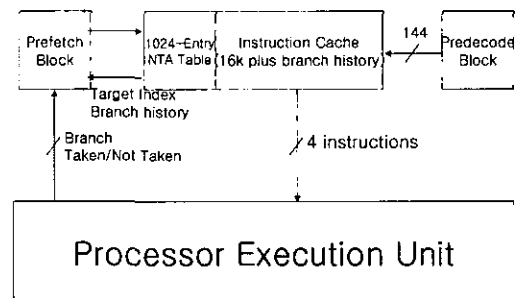 Prefetch
Block
1024-Entry
NTA Table
Instruction Cache
16k plus branch history
144
Predecode
Block
Target Index
Branch history
Branch
Taken/Not Taken
4 instructions
Processor Execution Unit